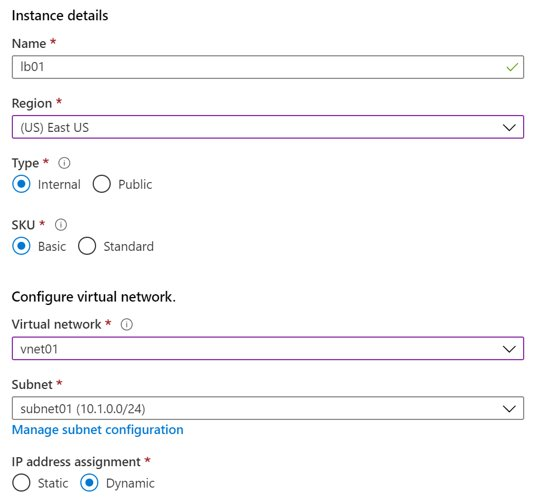 Instance details
Name *
lb01
Region *
(US) East US
Type *
Internal Public
SKU *
Basic Standard
Configure virtual network.
Virtual network *
vnet01
Subnet *
subnet01 (10.1.0.0/24)
Manage subnet configuration
IP address assignment *
Static Dynamic